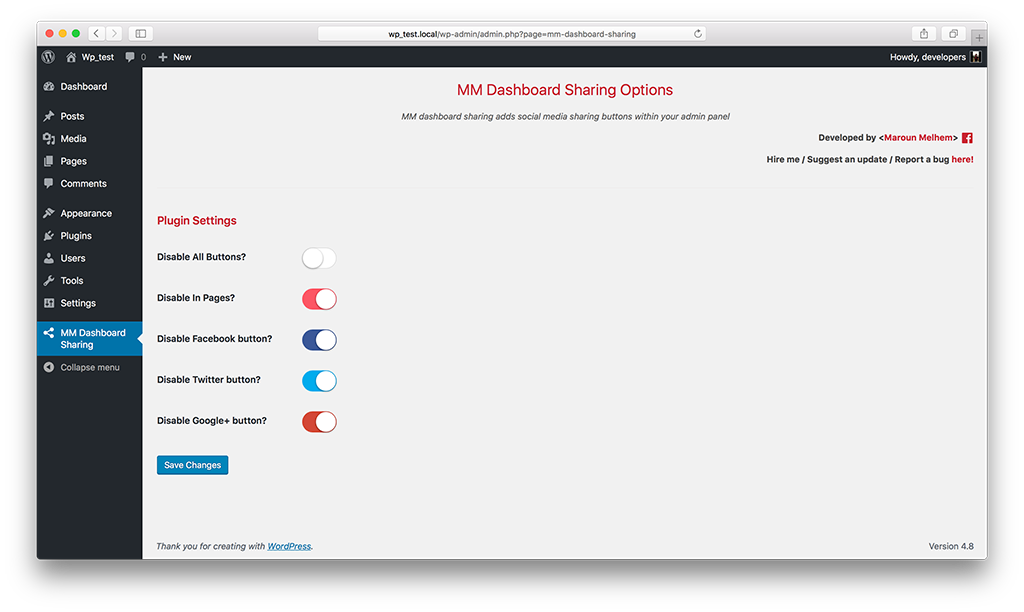 wp_test.local/wp-admin/admin.php?page=mm-dashboard-sharing
Wp_test 0 New
Howdy, developers
Dashboard
Posts
Media
Pages
Comments
Appearance
Plugins
Users
Tools
Settings
MM Dashboard
Sharing
Collapse menu
MM Dashboard Sharing Options
MM dashboard sharing adds social media sharing buttons within your admin panel
Developed by <Maroun Melhem>
Hire me / Suggest an update / Report a bug here!
Plugin Settings
Disable All Buttons?
Disable In Pages?
Disable Facebook button?
Disable Twitter button?
Disable Google+ button?
Save Changes
Thank you for creating with WordPress.
Version 4.8